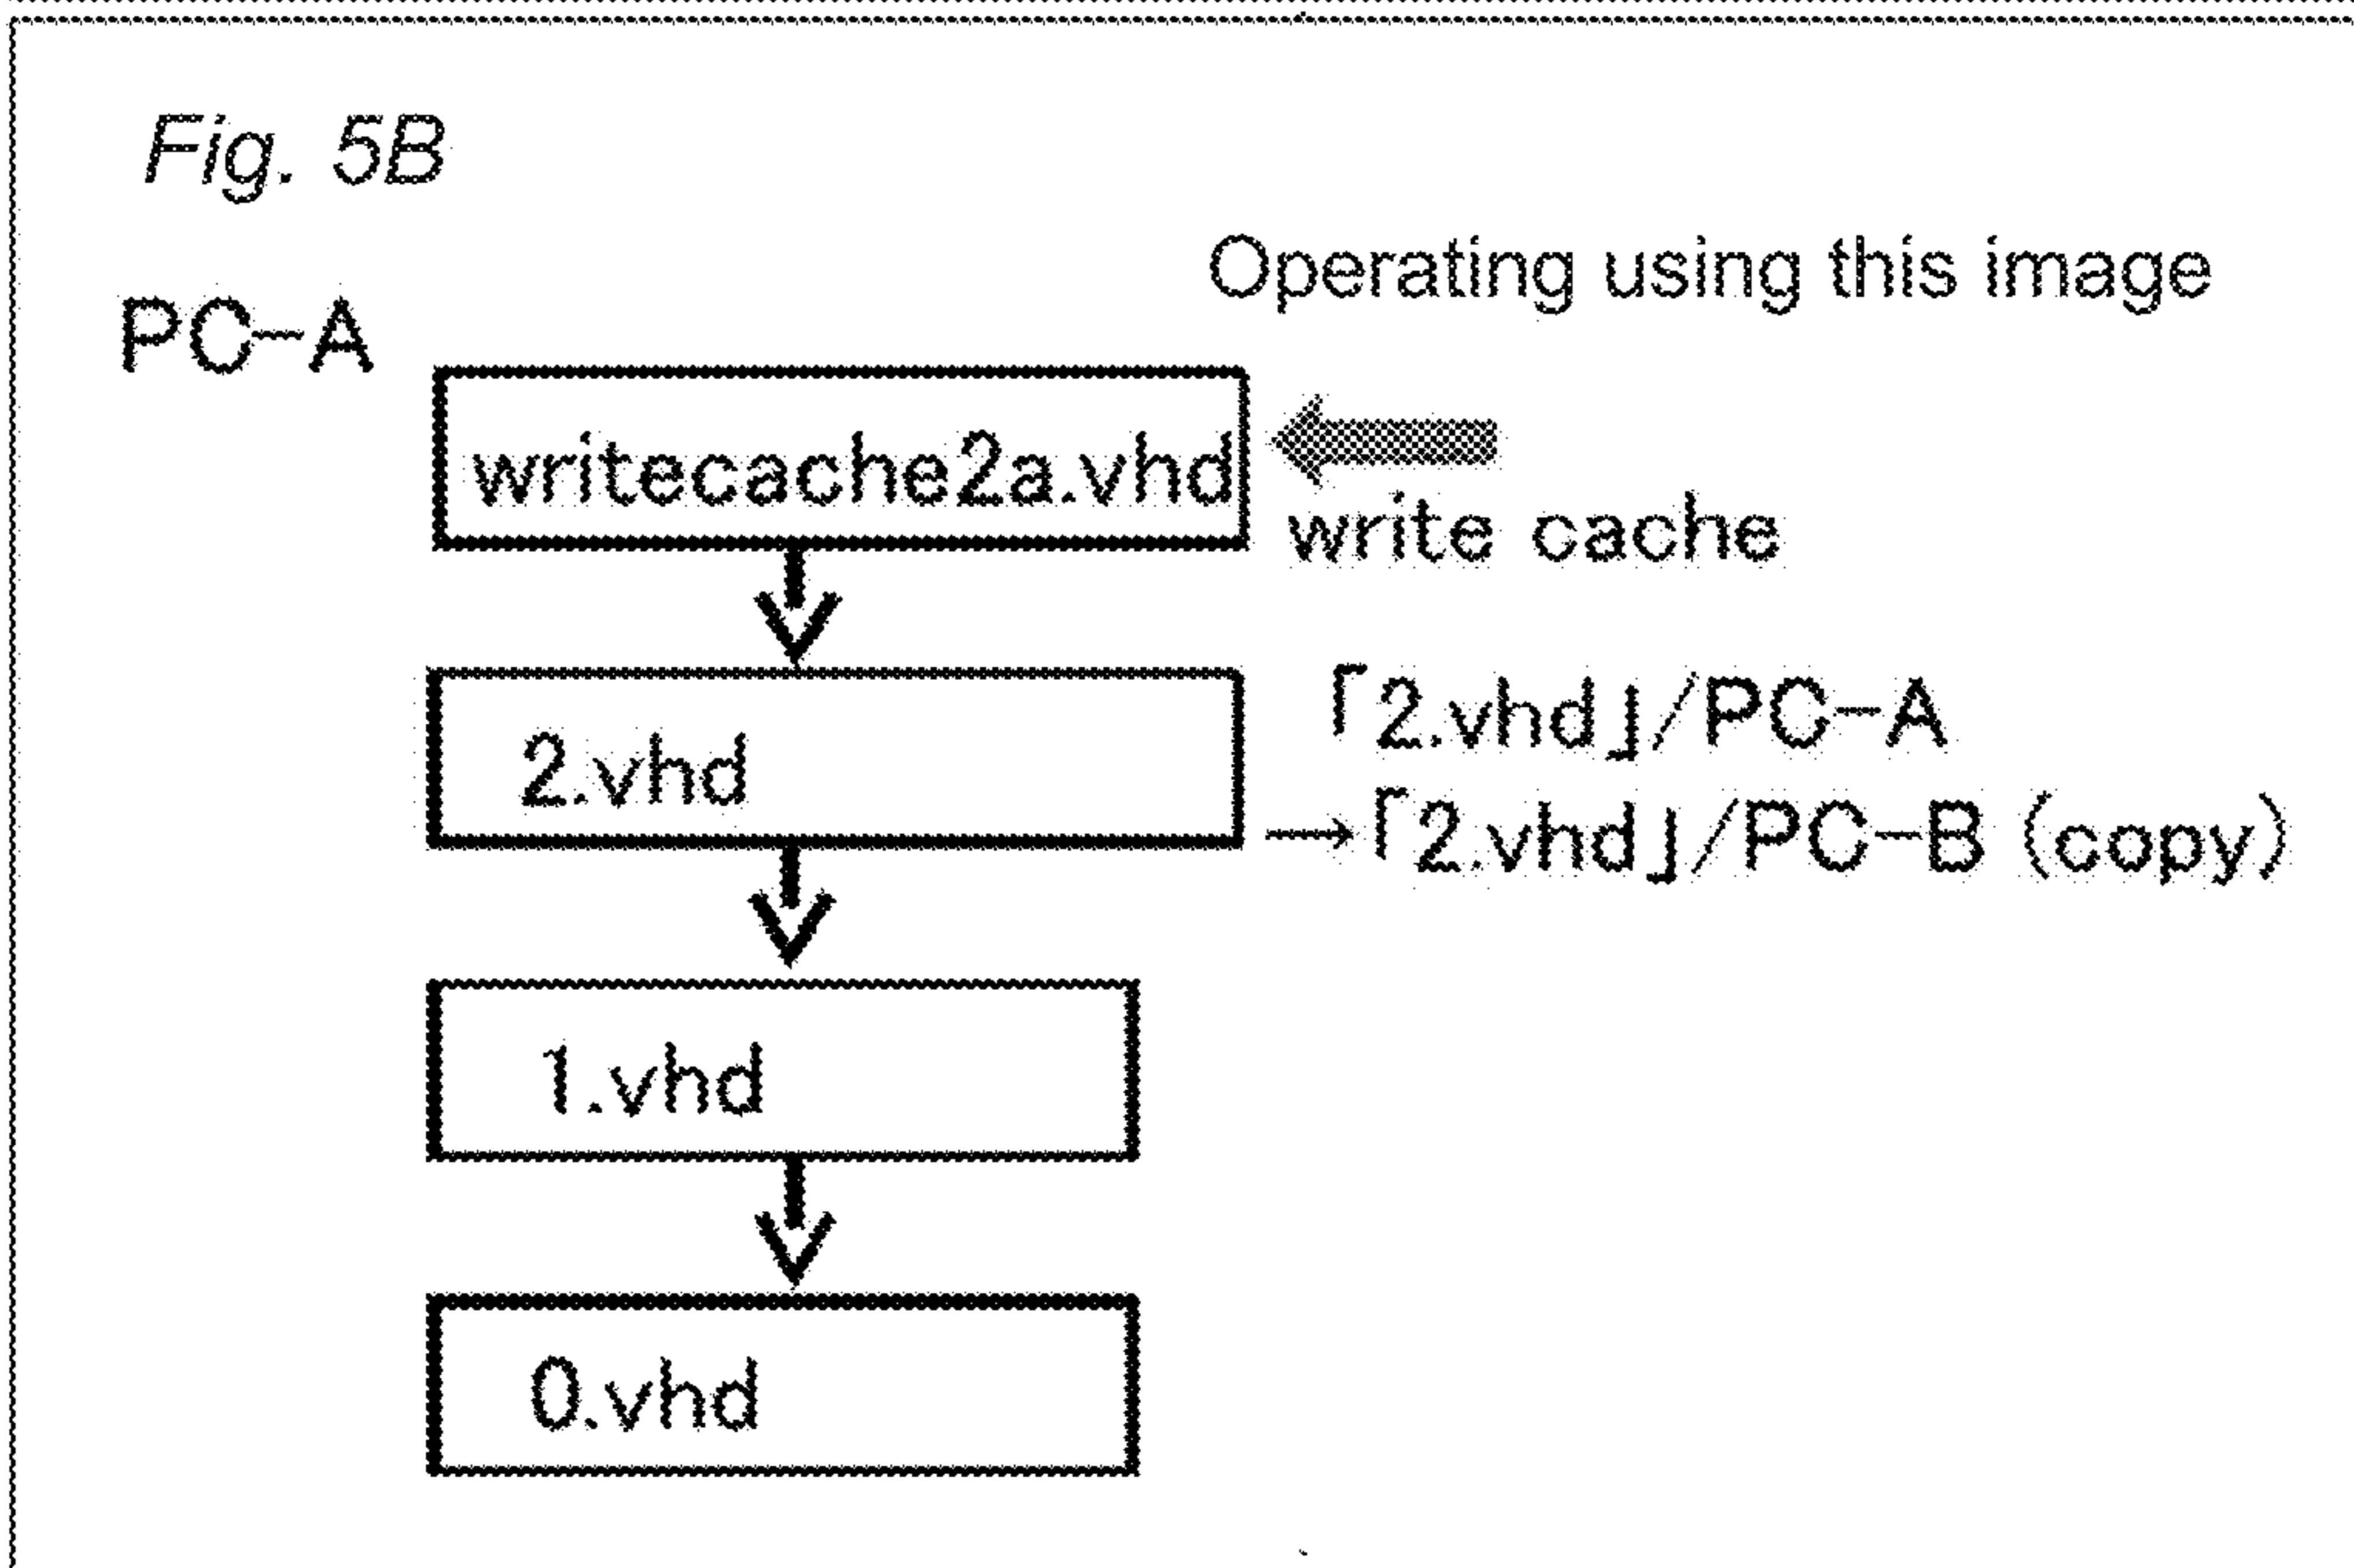 Fig. 5B
Operating using this image
PC-A
writecache2a.vhd
write cache
2.vhd
「2.vhd」/PC-A
→「2.vhd」/PC-B (copy)
1.vhd
0.vhd